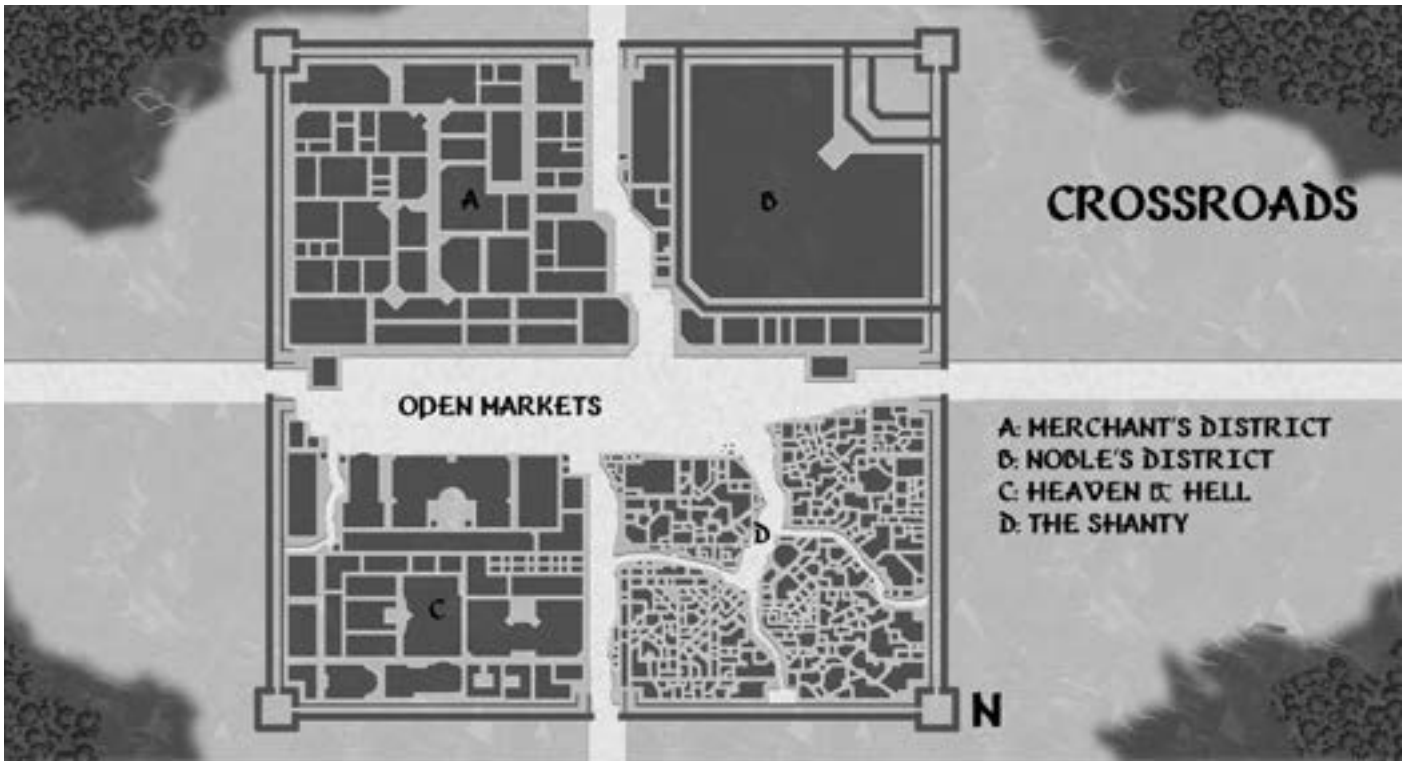 CROSSROADS
A
B
OPEN MARKETS
A: MERCHANT'S DISTRICT
B: NOBLE'S DISTRICT
C: HEAVEN & HELL
D: THE SHANTY
D
C
N